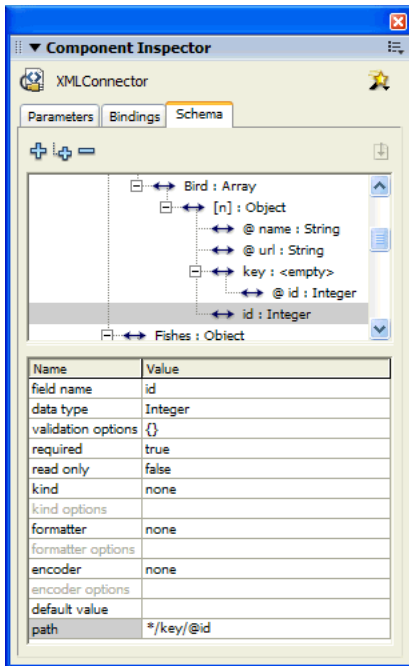 Component Inspector
XMLConnector
Parameters Bindings Schema
Bird : Array
[n] : Object
@ name : String
@ url : String
key : <empty>
@ id : Integer
id : Integer
Fishes : Object
Name Value
field name id
data type Integer
validation options {}
required true
read only false
kind none
kind options
formatter none
formatter options
encoder none
encoder options
default value
path */key/@id